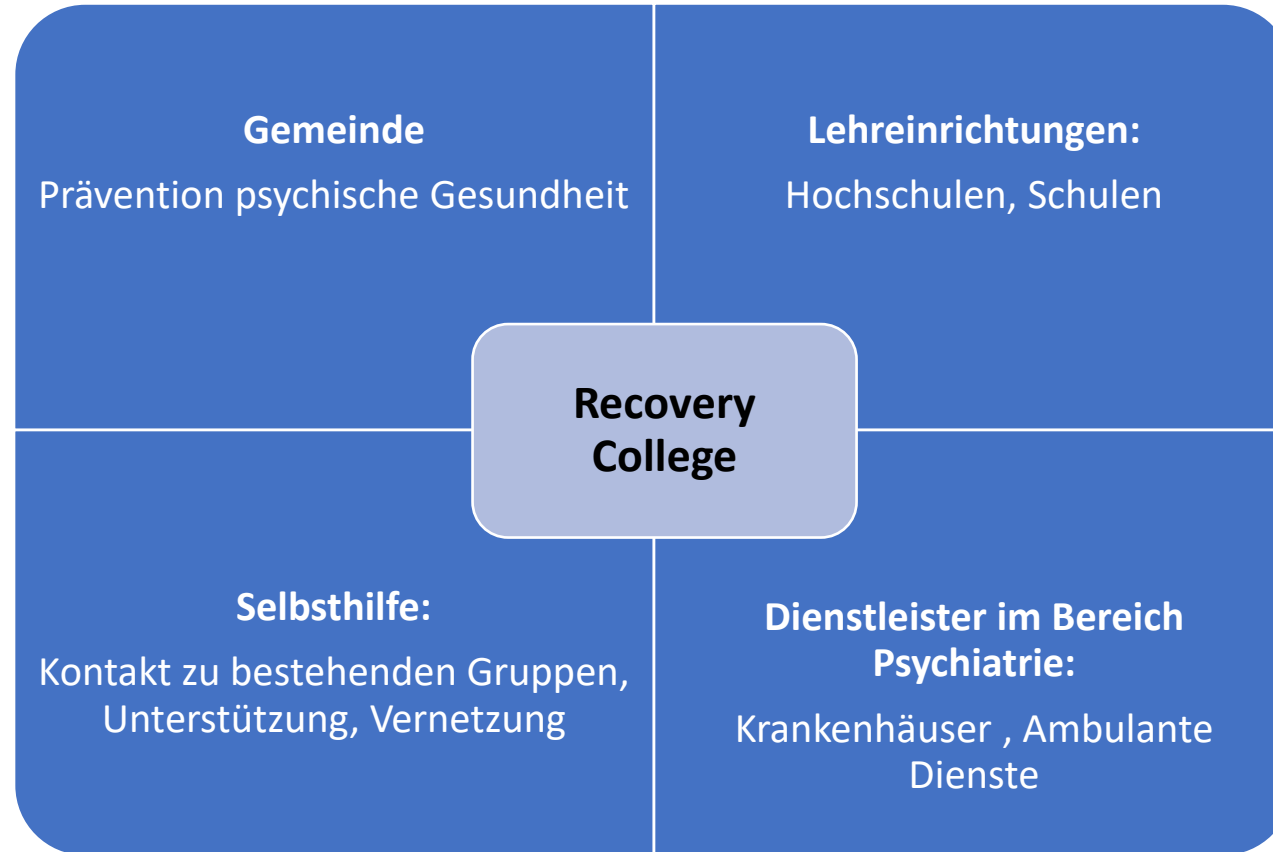 Gemeinde
Prävention psychische Gesundheit
Lehreinrichtungen:
Hochschulen, Schulen
Recovery
College
Selbsthilfe:
Kontakt zu bestehenden Gruppen,
Unterstützung, Vernetzung
Dienstleister im Bereich
Psychiatrie:
Krankenhäuser , Ambulante
Dienste